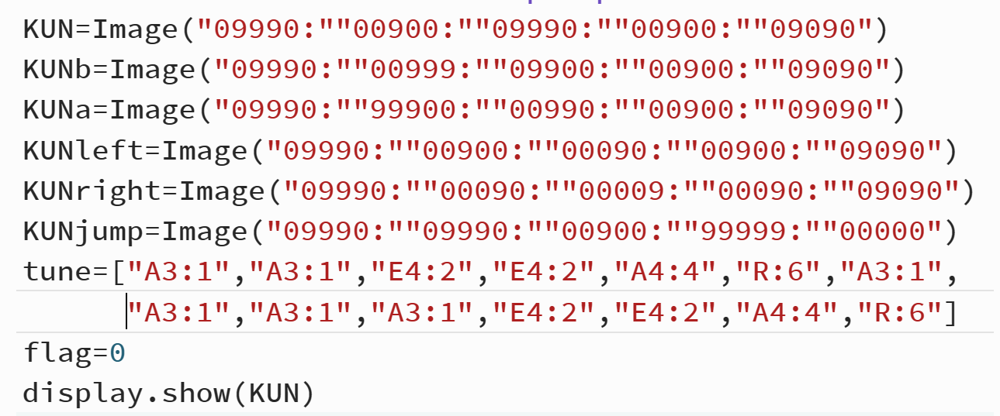 KUN=Image("09990:""00900:""09990:""00900:""09090")
KUNb=Image("09990:""00999:""09900:""00900:""09090")
KUNa=Image("09990:""99900:""00990:""00900:""09090")
KUNleft=Image("09990:""00900:""00090:""00900:""09090")
KUNright=Image("09990:""00090:""00009:""00090:""09090")
KUNjump=Image("09990:""09990:""00900:""99999:""00000")
tune=["A3:1","A3:1","E4:2","E4:2","A4:4","R:6","A3:1",
"A3:1","A3:1","A3:1","E4:2","E4:2","A4:4","R:6"]
flag=0
display.show(KUN)